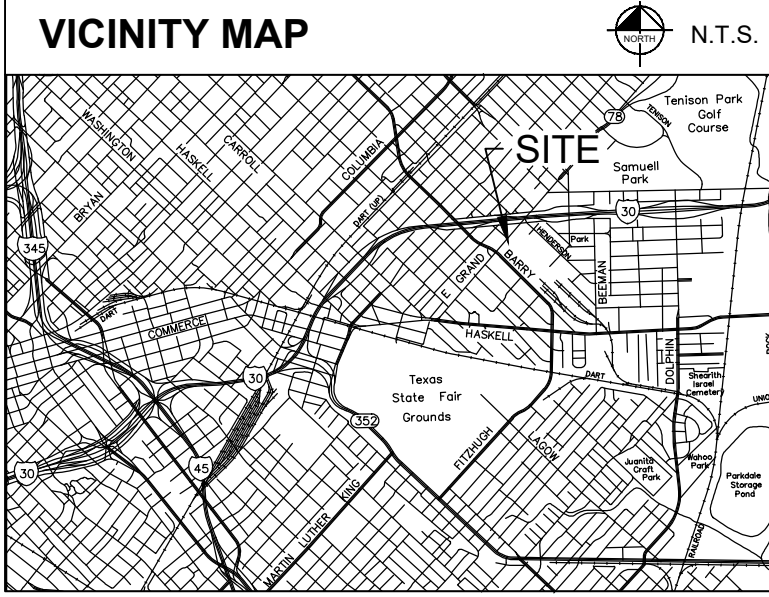 VICINITY MAP
NORTH
N.T.S.
WASHINGTON
HASKELL
CARROLL
COLUMBIA
BRYAN
DART (UP)
SITE
78
TENISON
Tenison Park
Golf
Course
Samuell
Park
30
345
HENDERSON
Park
BARRY
E GRAND
BEEMAN
DART
COMMERCE
HASKELL
DOLPHIN
DART
30
Texas
State Fair
Grounds
352
Shearith
Israel
Cemetery
FITZHUGH
LAGOW
30
45
MARTIN LUTHER KING
Juanita
Craft
Park
Wahoo
Park
Parkdale
Storage
Pond
RAILROAD
UNIO